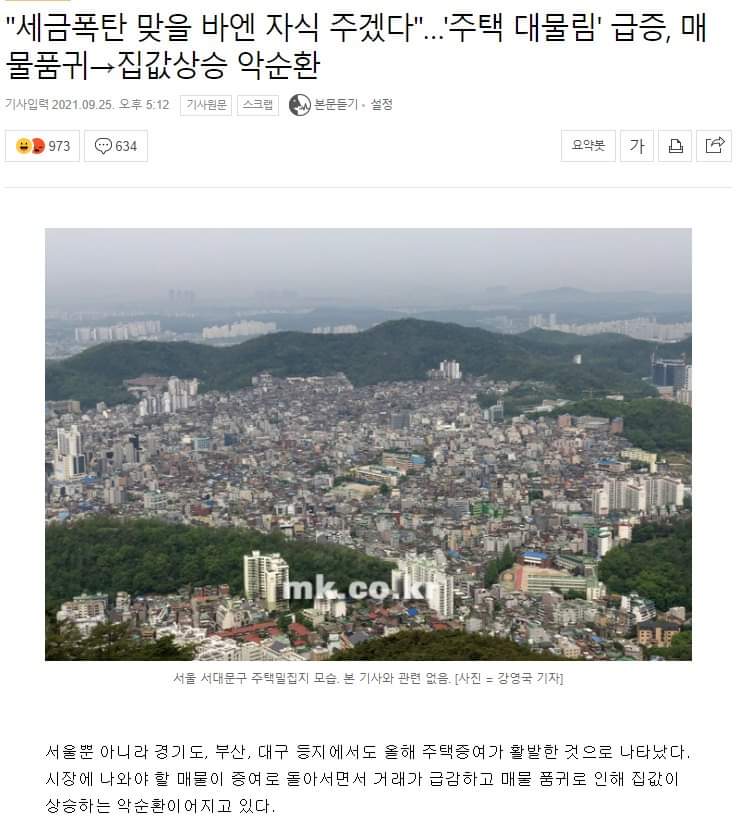 "세금폭탄 맞을 바엔 자식 주겠다"...'주택 대물림' 급증, 매
물품귀→집값상승 악순환
기사입력 2021.09.25. 오후 5:12 기사원문 스크랩 본문듣기 · 설정
973 634 요약봇 가
mk.co.kr
서울 서대문구 주택밀집지 모습. 본 기사와 관련 없음. [사진 = 강영국 기자]
서울뿐 아니라 경기도, 부산, 대구 등지에서도 올해 주택증여가 활발한 것으로 나타났다.
시장에 나와야 할 매물이 증여로 돌아서면서 거래가 급감하고 매물 품귀로 인해 집값이
상승하는 악순환이어지고 있다.